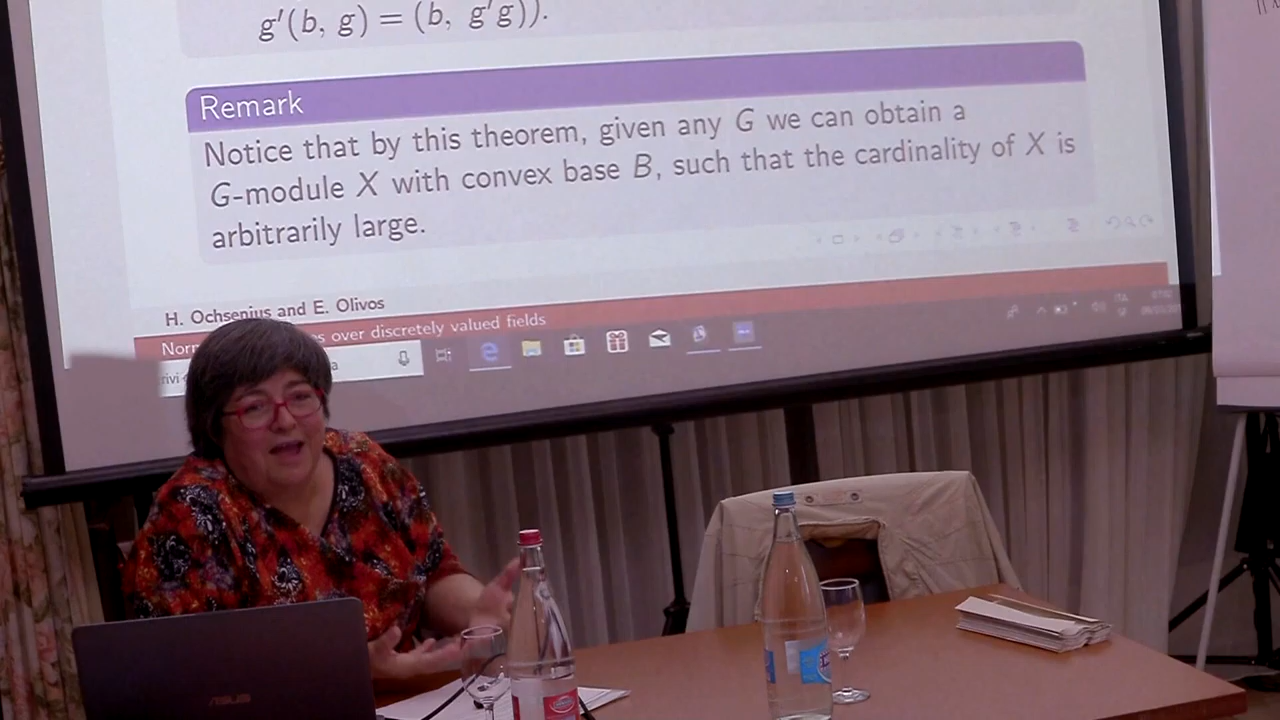 g′(b, g) = (b, g′g)).
Remark
Notice that by this theorem, given any G we can obtain a
G-module X with convex base B, such that the cardinality of X is
arbitrarily large.
H. Ochsenius and E. Olivos
over discretely valued fields
ASUS